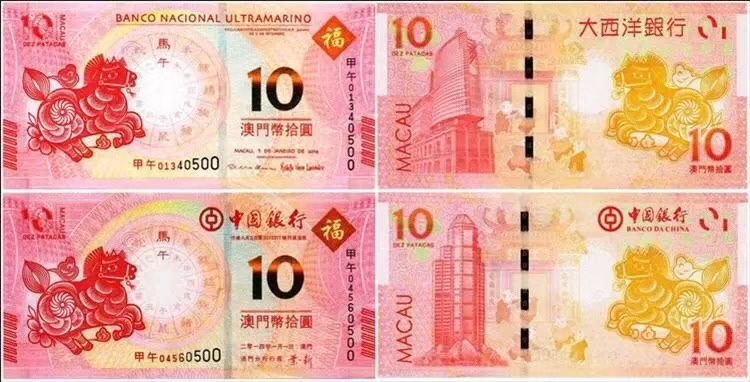 10
DEZ PATACAS
MACAU
BANCO NACIONAL ULTRAMARINO
福
馬
午
甲午01340500
10
澳門幣拾圓
MACAU, 5 DE JANEIRO DE 2014
甲午01340500
10
DEZ PATACAS
大西洋銀行
MACAU
10
澳門幣拾圓
10
DEZ PATACAS
MACAU
中國銀行
福
馬
午
甲午04560500
10
澳門幣拾圓
二零一四年一月一日:澳門
甲午04560500
10
DEZ PATACAS
中國銀行
BANCO DA CHINA
MACAU
10
澳門幣拾圓